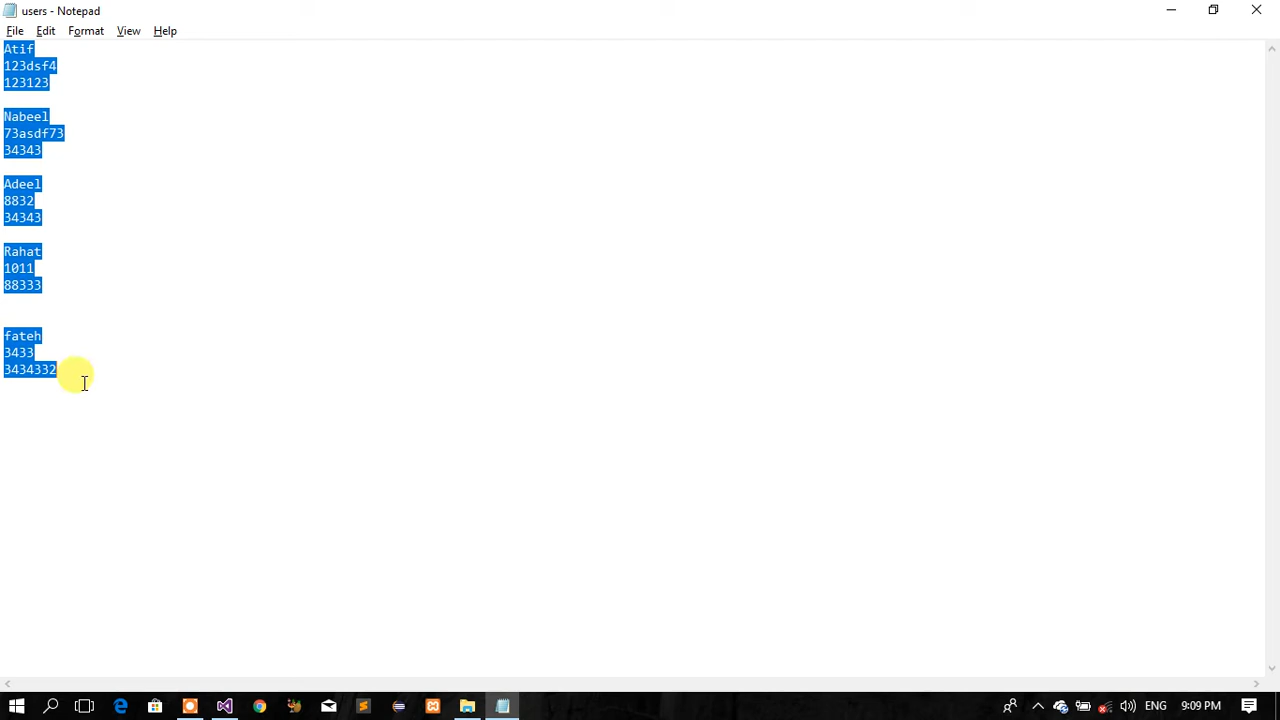 users - Notepad
File Edit Format View Help
Atif
123dsf4
123123
Nabeel
73asdf73
34343
Adeel
8832
34343
Rahat
1011
88333
fateh
3433
3434332
ENG 9:09 PM